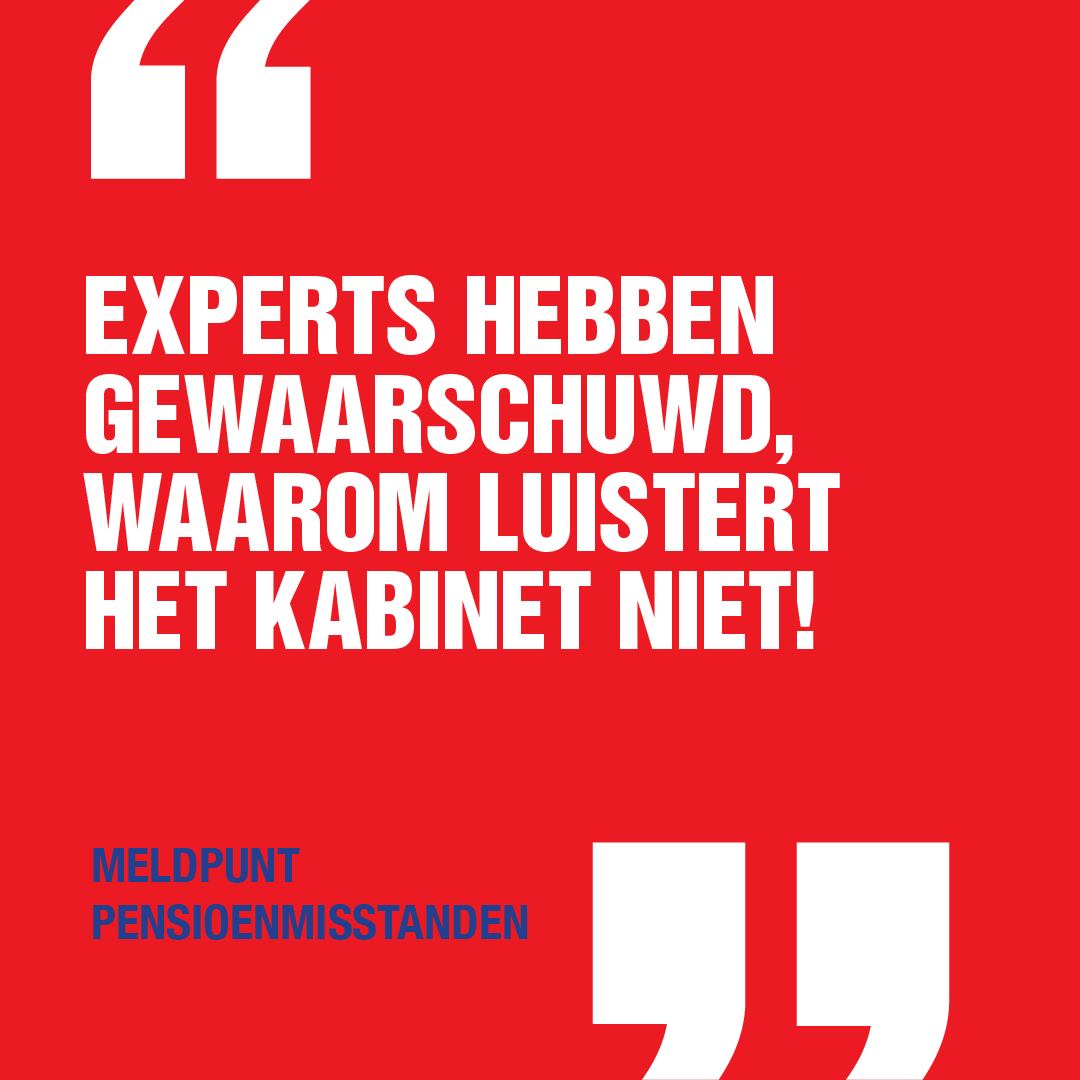 “
EXPERTS HEBBEN
GEWAARSCHUWD,
WAAROM LUISTERT
HET KABINET NIET!
MELDPUNT
PENSIOENMISSTANDEN
”